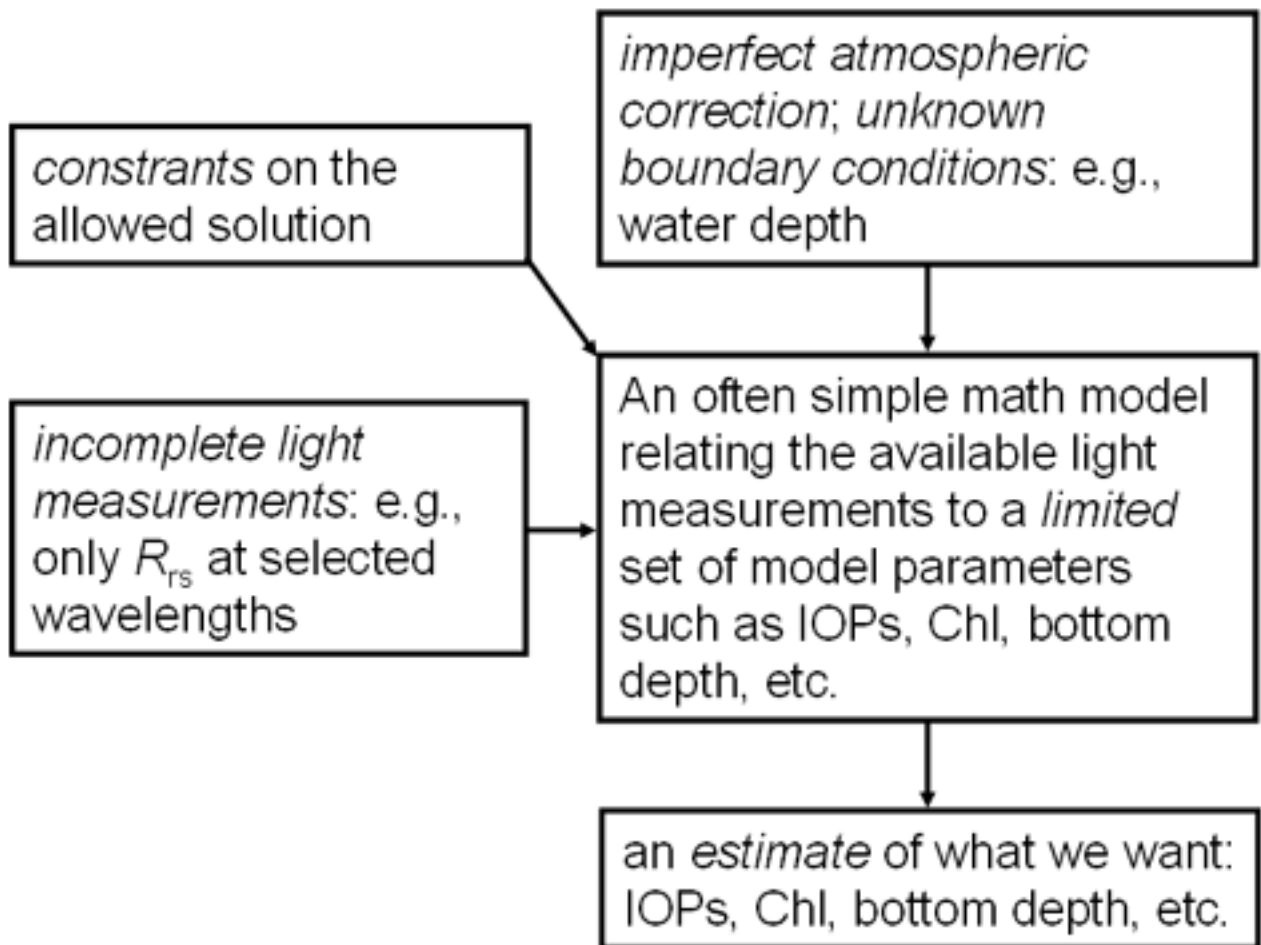 imperfect atmospheric
correction; unknown
boundary conditions: e.g.,
water depth
constrants on the
allowed solution
incomplete light
measurements: e.g.,
only Rrs at selected
wavelengths
An often simple math model
relating the available light
measurements to a limited
set of model parameters
such as IOPs, Chl, bottom
depth, etc.
an estimate of what we want:
IOPs, Chl, bottom depth, etc.